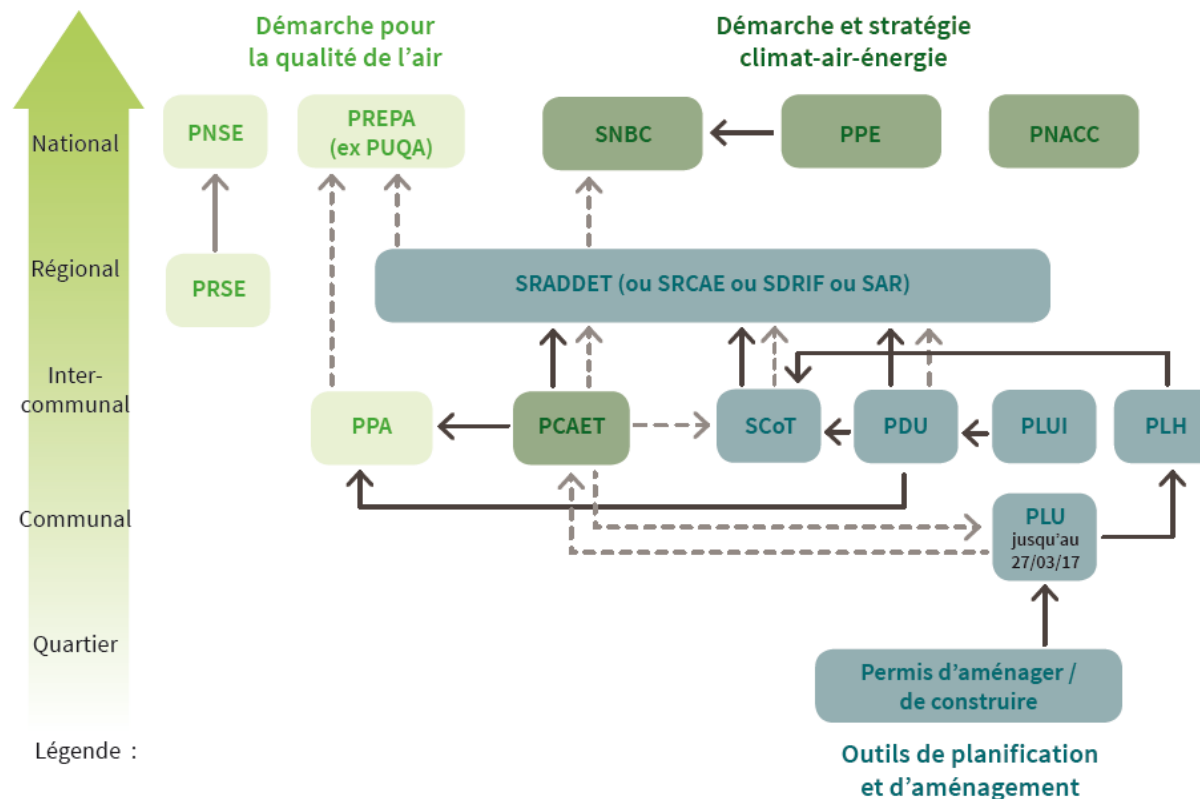 Démarche pour
la qualité de l'air
Démarche et stratégie
climat-air-énergie
National
PNSE
PREPA
(ex PUQA)
SNBC
PPE
PNACC
Régional
PRSE
SRADDET (ou SRCAE ou SDRIF ou SAR)
Inter-
communal
PPA
PCAET
SCoT
PDU
PLUI
PLH
Communal
PLU
jusqu'au
27/03/17
Quartier
Permis d'aménager /
de construire
Légende :
Outils de planification
et d'aménagement